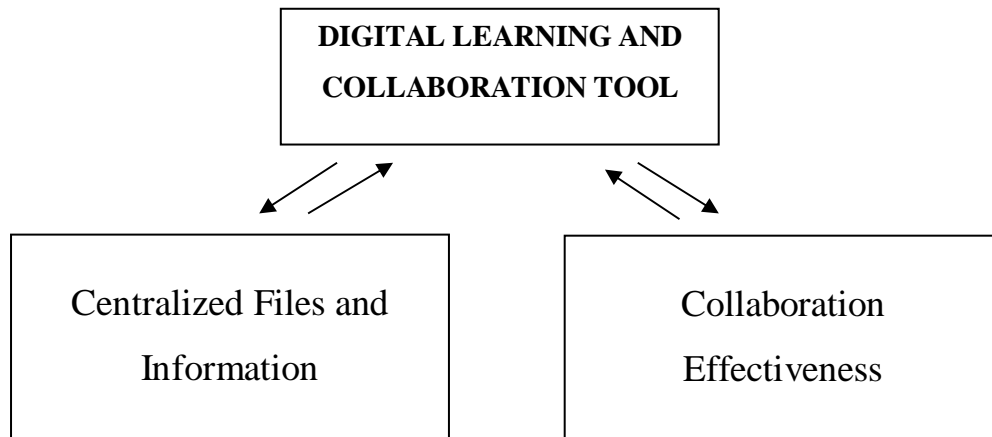 DIGITAL LEARNING AND
COLLABORATION TOOL
Centralized Files and
Information
Collaboration
Effectiveness